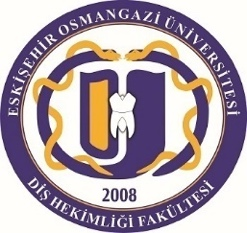 ESKİŞEHİR OSMANGAZİ ÜNİVERSİTESİ
2008
DİŞ HEKİMLİĞİ FAKÜLTESİ